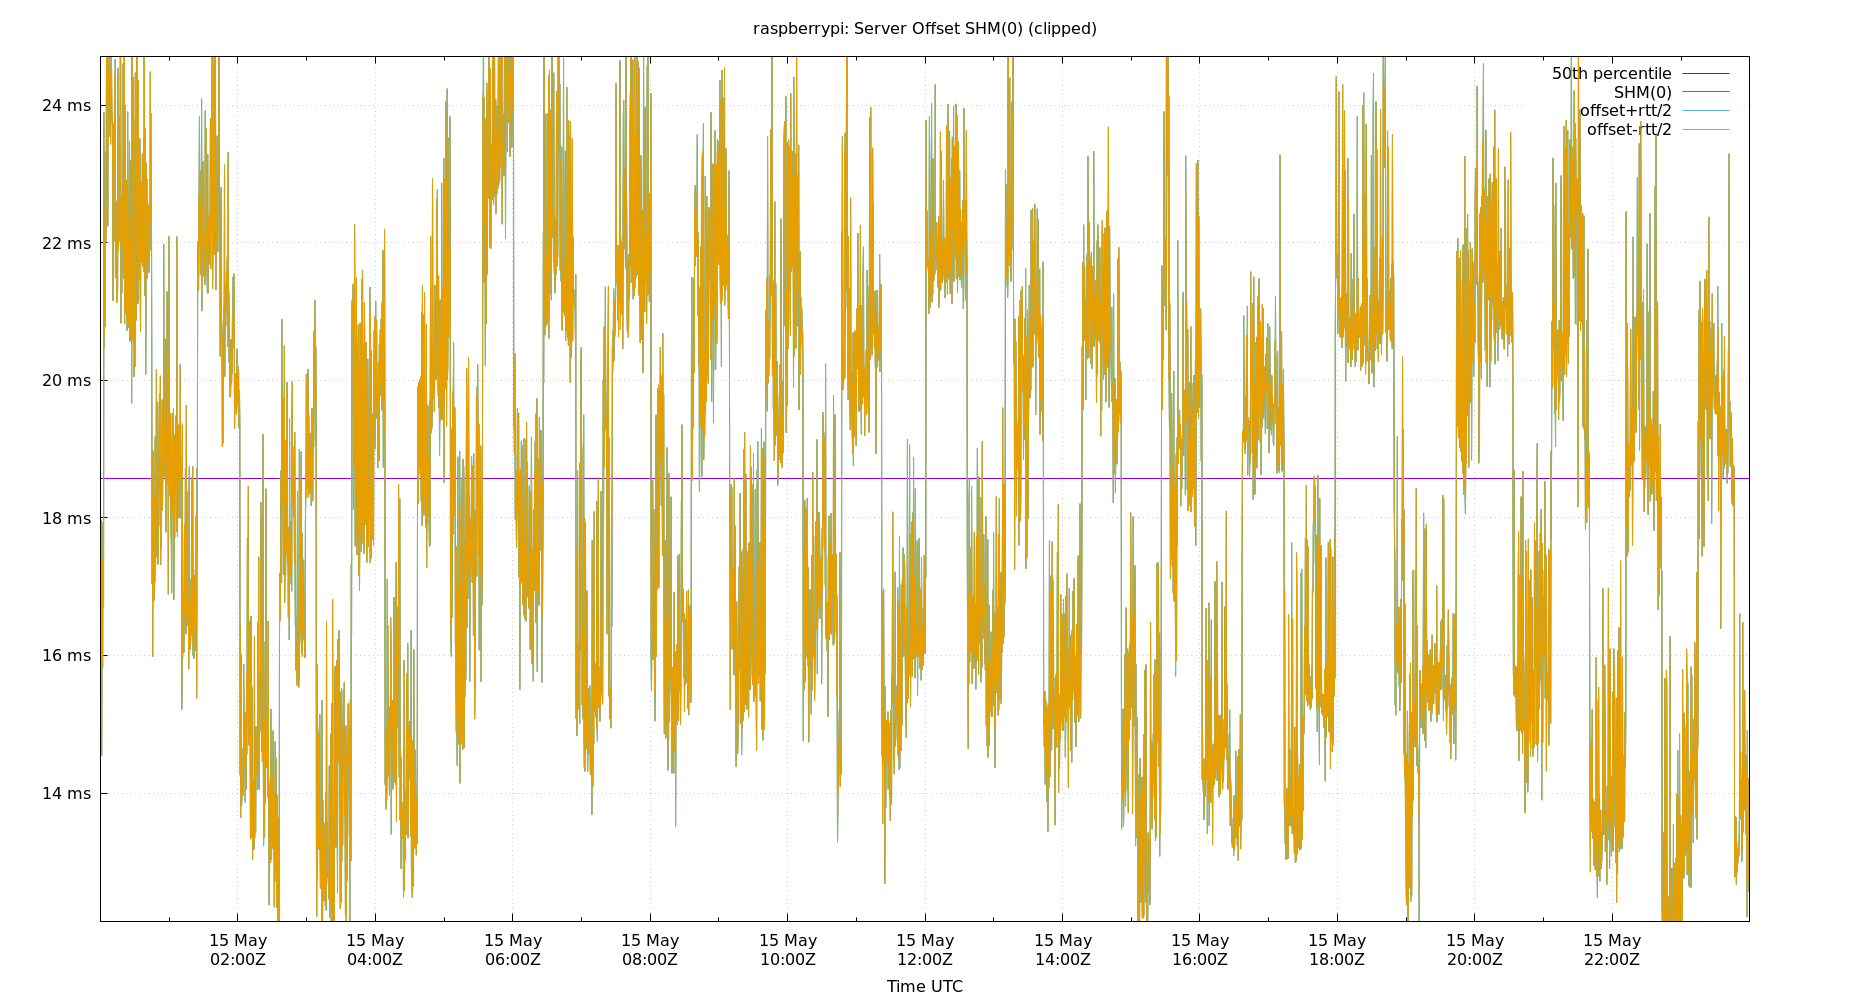 raspberrypi: Server Offset SHM(0) (clipped)
50th percentile
SHM(0)
offset+rtt/2
offset-rtt/2
24 ms
22 ms
20 ms
18 ms
16 ms
14 ms
15 May 15 May 15 May 15 May 15 May 15 May 15 May 15 May 15 May 15 May 15 May
02:00Z 04:00Z 06:00Z 08:00Z 10:00Z 12:00Z 14:00Z 16:00Z 18:00Z 20:00Z 22:00Z
Time UTC